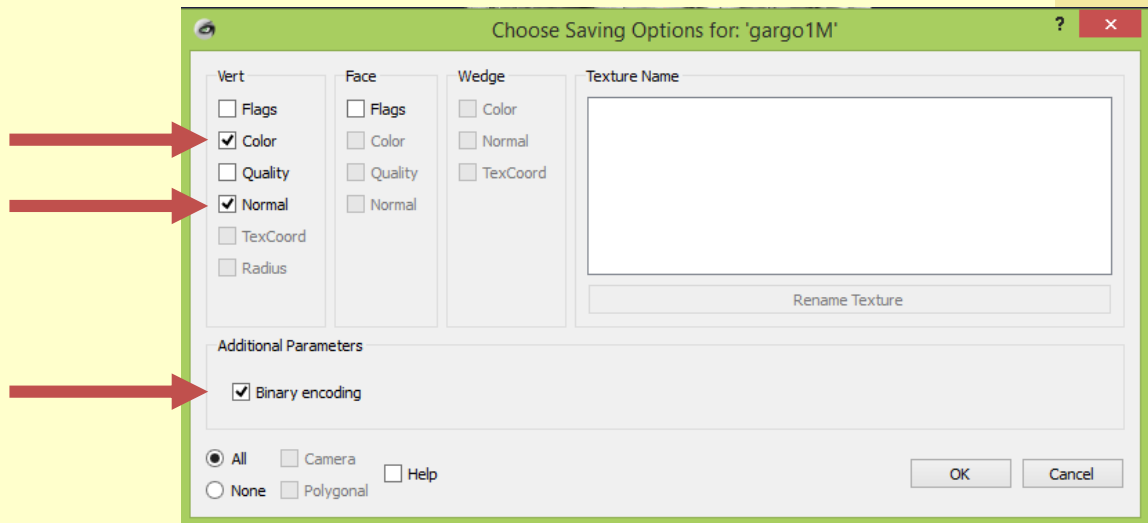 Choose Saving Options for: 'gargo1M'
?
Vert
Flags
Color
Quality
Normal
TexCoord
Radius
Face
Flags
Color
Quality
Normal
Wedge
Color
Normal
TexCoord
Texture Name
Rename Texture
Additional Parameters
Binary encoding
All
None
Camera
Polygonal
Help
OK
Cancel